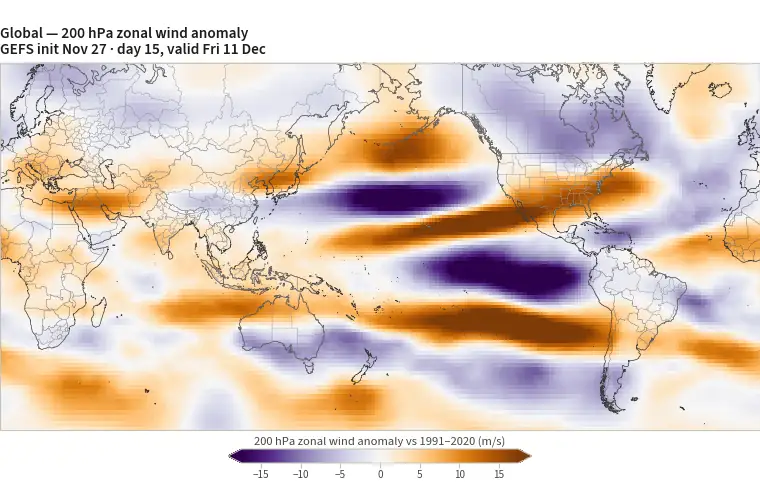 Global — 200 hPa zonal wind anomaly
GEFS init Nov 27 · day 15, valid Fri 11 Dec
200 hPa zonal wind anomaly vs 1991–2020 (m/s)
−15 −10 −5 0 5 10 15